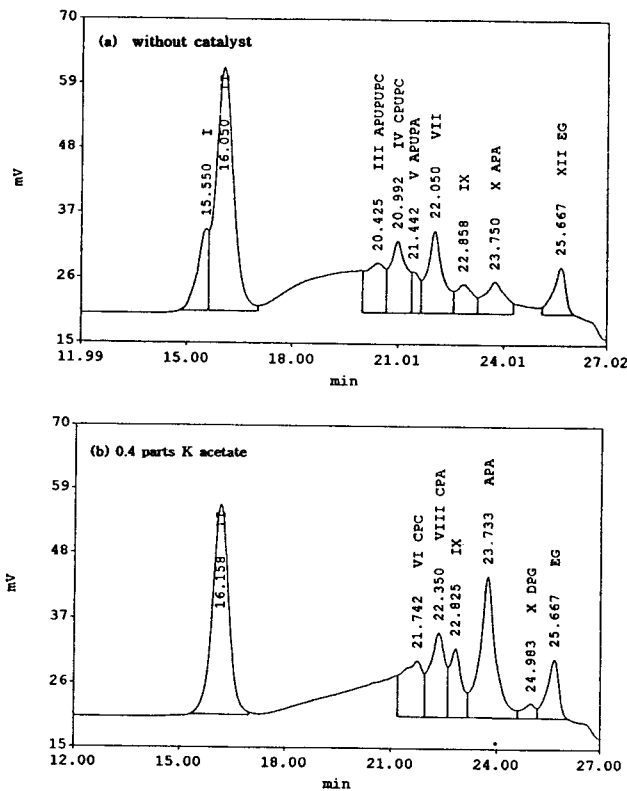 70
(a) without catalyst
59
48
mV
37
26
15
15.550 I
16.050
20.425 III APUPUPC
20.992 IV CPUPC
21.442 V APUPA
22.050 VII
22.858 IX
23.750 X APA
25.667 XII EG
11.99 15.00 18.00 21.01 24.01 27.02
min
70
(b) 0.4 parts K acetate
59
48
mV
37
26
15
16.158
21.742 VI CPC
22.350 VIII CPA
22.825 IX
23.733 APA
24.983 X DPG
25.667 EG
12.00 15.00 18.00 21.00 24.00 27.00
min